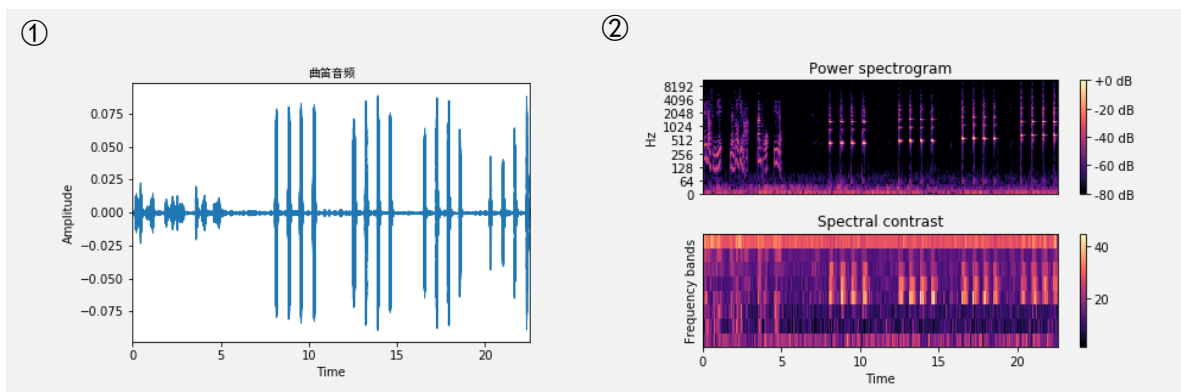 ①
曲笛音频
0.075
0.050
0.025
0.000
−0.025
−0.050
−0.075
Amplitude
0 5 10 15 20
Time
②
Power spectrogram
8192
4096
2048
1024
512
256
128
64
0
Hz
+0 dB
-20 dB
-40 dB
-60 dB
-80 dB
Spectral contrast
Frequency bands
40
20
0 5 10 15 20
Time